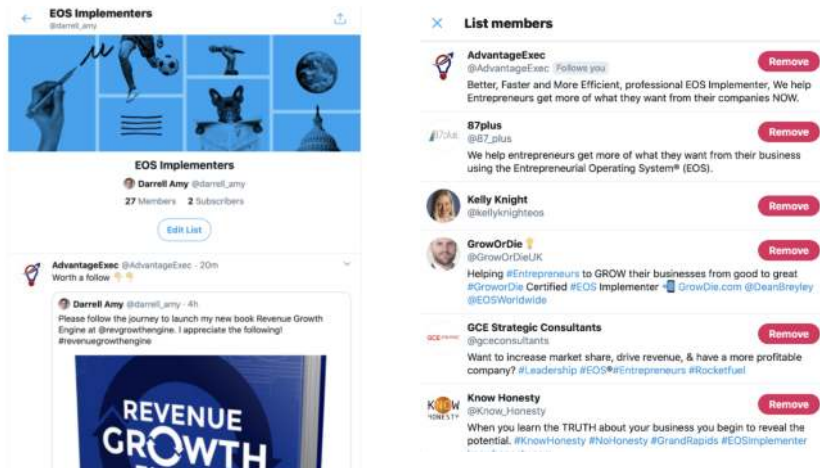 EOS Implementers
@darrell_amy
EOS Implementers
Darrell Amy @darrell_amy
27 Members 2 Subscribers
Edit List
AdvantageExec @AdvantageExec · 20m
Worth a follow 👇👇
Darrell Amy @darrell_amy · 4h
Please follow the journey to launch my new book Revenue Growth
Engine at @revgrowthengine. I appreciate the following!
#revenuegrowthengine
REVENUE
GROWTH
List members
AdvantageExec
@AdvantageExec Follows you
Remove
Better, Faster and More Efficient, professional EOS Implementer, We help
Entrepreneurs get more of what they want from their companies NOW.
87plus
87plus
@87_plus
Remove
We help entrepreneurs get more of what they want from their business
using the Entrepreneurial Operating System® (EOS).
Kelly Knight
@kellyknighteos
Remove
GrowOrDie 💡
@GrowOrDieUK
Remove
Helping #Entrepreneurs to GROW their businesses from good to great
#GroworDie Certified #EOS Implementer 📲 GrowDie.com @DeanBreyley
@EOSWorldwide
GCE
GCE Strategic Consultants
@gceconsultants
Remove
Want to increase market share, drive revenue, & have a more profitable
company? #Leadership #EOS®#Entrepreneurs #Rocketfuel
KNOW
HONESTY
Know Honesty
@Know_Honesty
Remove
When you learn the TRUTH about your business you begin to reveal the
potential. #KnowHonesty #NoHonesty #GrandRapids #EOSImplementer